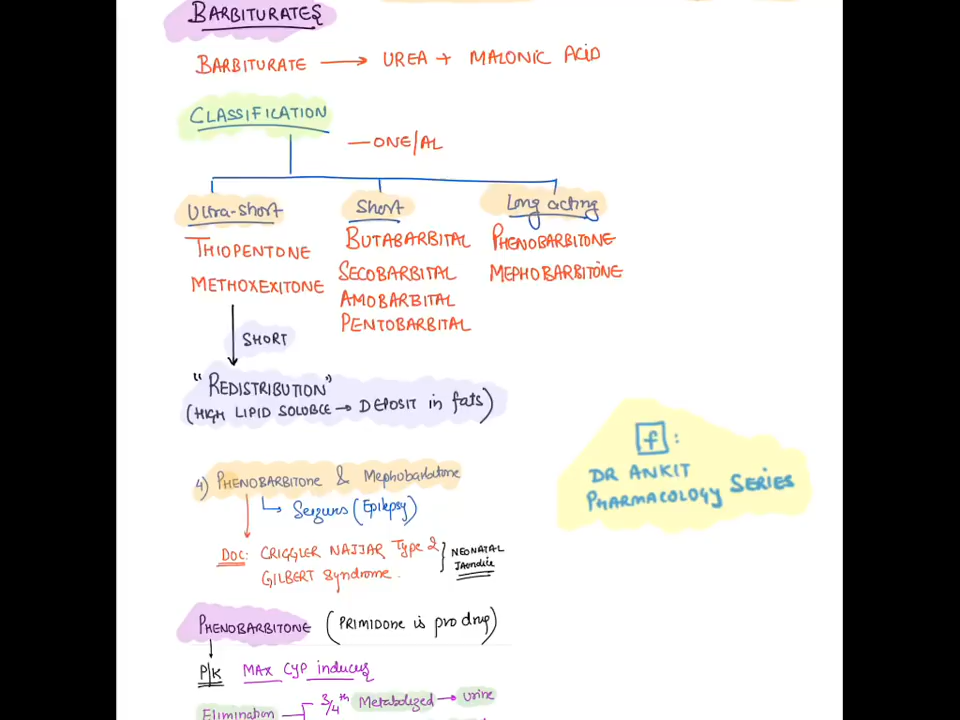 BARBITURATES
BARBITURATE → UREA + MALONIC ACID
CLASSIFICATION
— ONE/AL
Ultra-short
Short
Long acting
THIOPENTONE
METHOXEXITONE
BUTABARBITAL
SECOBARBITAL
AMOBARBITAL
PENTOBARBITAL
PHENOBARBITONE
MEPHOBARBITONE
SHORT
"REDISTRIBUTION"
(HIGH LIPID SOLUBLE → DEPOSIT in fats)
4) PHENOBARBITONE & Mephobarbitone
Seizurs (Epilepsy)
DOC: CRIGGLER NAJJAR Type 2
GILBERT Syndrome.
NEONATAL
Jaundice
f :
DR ANKIT
PHARMACOLOGY SERIES
PHENOBARBITONE (PRIMIDONE is pro drug)
P/K MAX CYP inducer
Elimination 3/4th Metabolized → urine